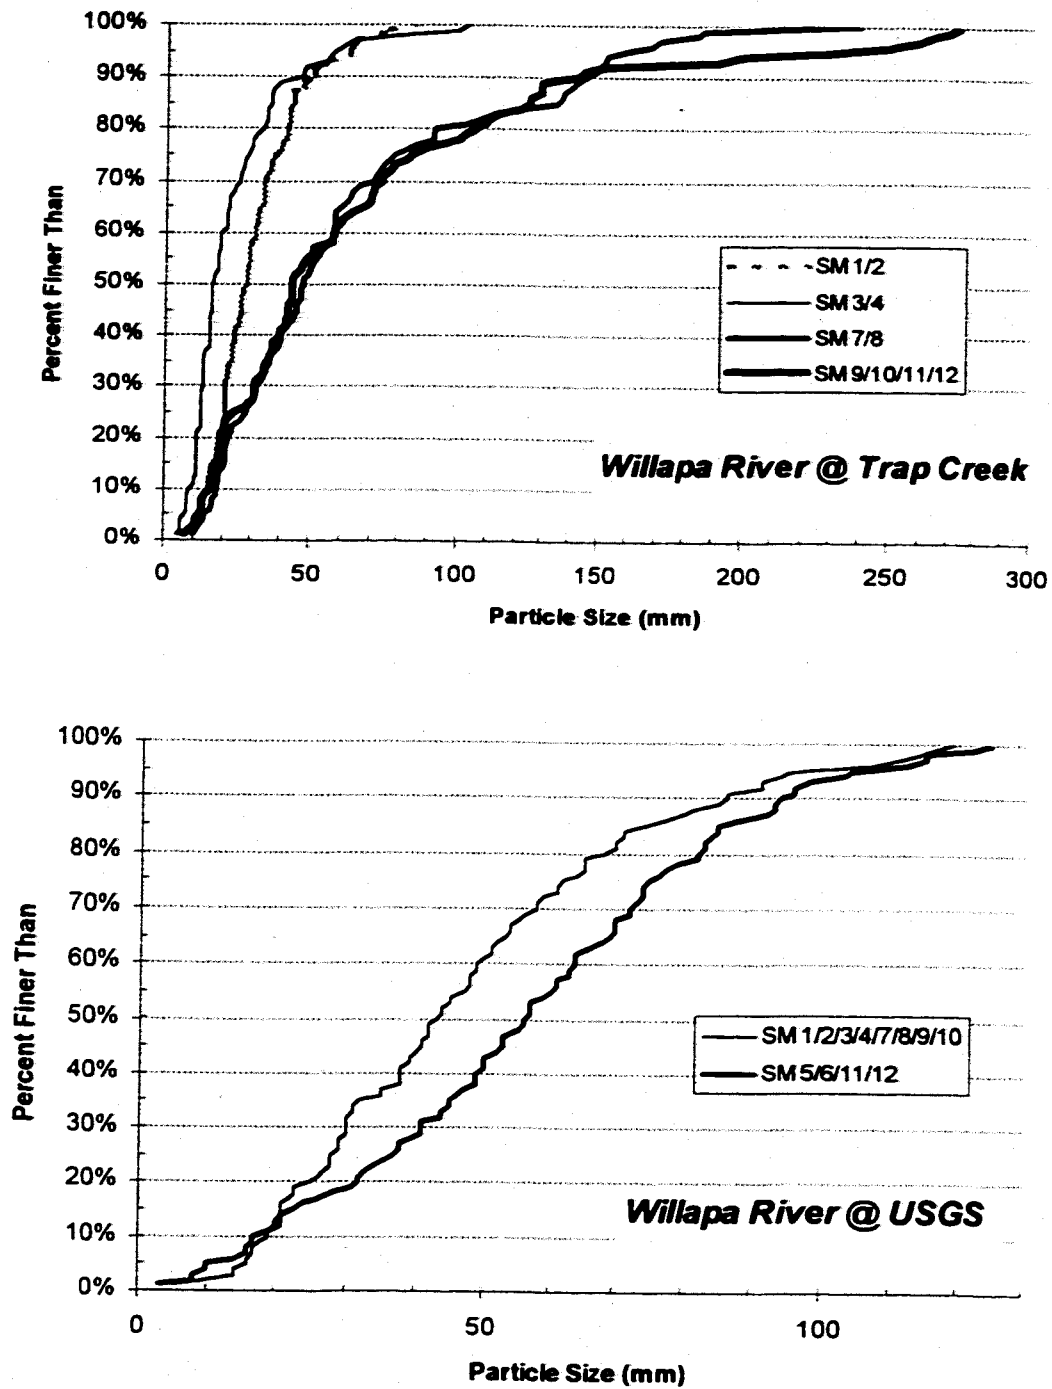 100%
90%
80%
70%
60%
50%
40%
30%
20%
10%
0%
Percent Finer Than
SM 1/2
SM 3/4
SM 7/8
SM 9/10/11/12
Willapa River @ Trap Creek
0 50 100 150 200 250 300
Particle Size (mm)
100%
90%
80%
70%
60%
50%
40%
30%
20%
10%
0%
Percent Finer Than
SM 1/2/3/4/7/8/9/10
SM 5/6/11/12
Willapa River @ USGS
0 50 100
Particle Size (mm)